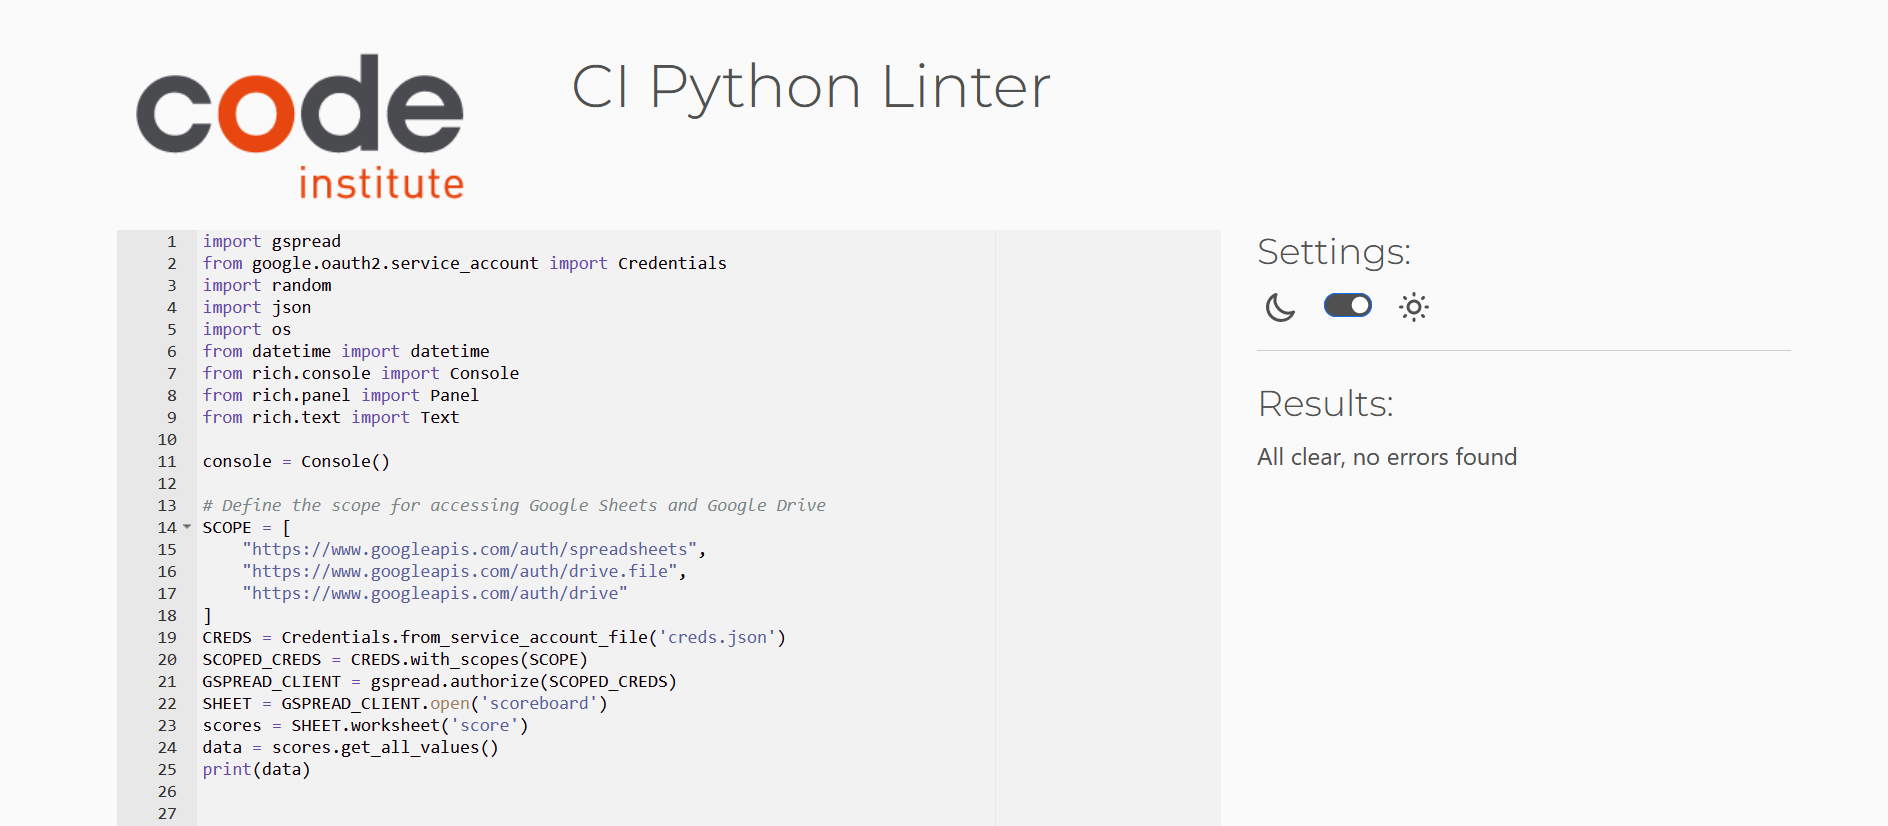 code
institute
CI Python Linter
1 import gspread
2 from google.oauth2.service_account import Credentials
3 import random
4 import json
5 import os
6 from datetime import datetime
7 from rich.console import Console
8 from rich.panel import Panel
9 from rich.text import Text
10
11 console = Console()
12
13 # Define the scope for accessing Google Sheets and Google Drive
14 SCOPE = [
15     "https://www.googleapis.com/auth/spreadsheets",
16     "https://www.googleapis.com/auth/drive.file",
17     "https://www.googleapis.com/auth/drive"
18 ]
19 CREDS = Credentials.from_service_account_file('creds.json')
20 SCOPED_CREDS = CREDS.with_scopes(SCOPE)
21 GSPREAD_CLIENT = gspread.authorize(SCOPED_CREDS)
22 SHEET = GSPREAD_CLIENT.open('scoreboard')
23 scores = SHEET.worksheet('score')
24 data = scores.get_all_values()
25 print(data)
26
27
Settings:
Results:
All clear, no errors found